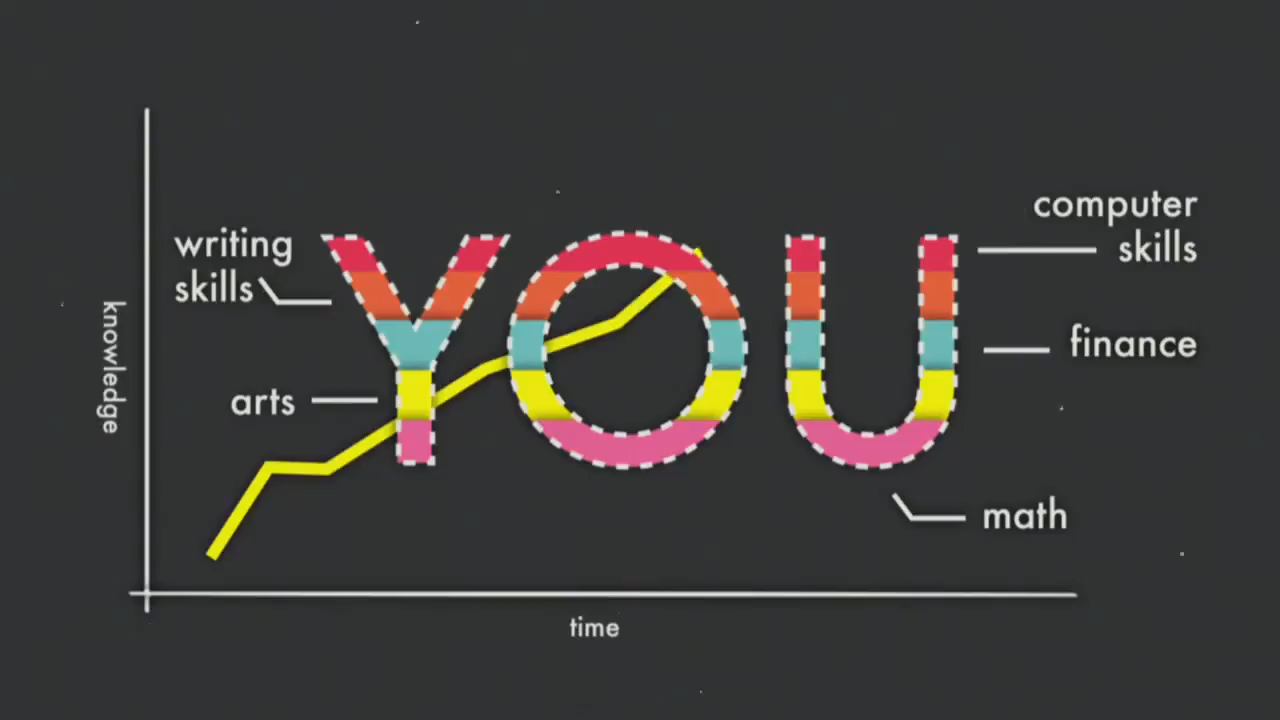 computer
skills
writing
skills
YOU
finance
arts
knowledge
math
time